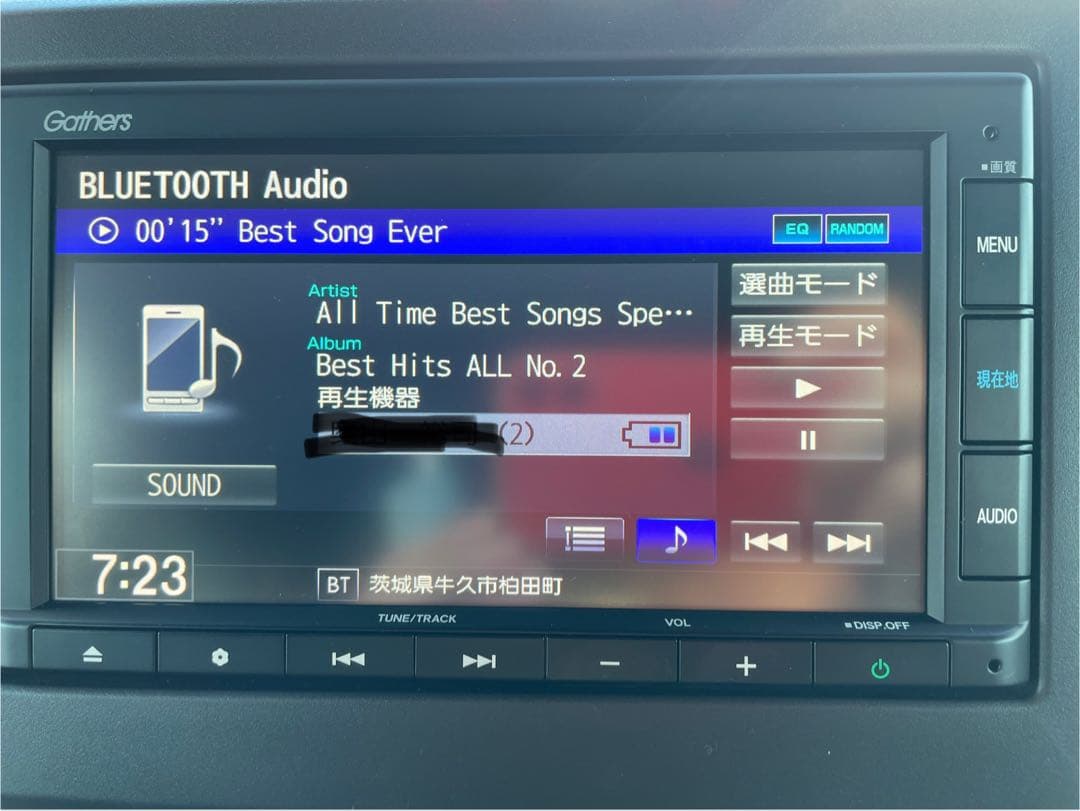 Gathers
■画質
BLUETOOTH Audio
00'15" Best Song Ever EQ RANDOM
Artist
All Time Best Songs Spe…
Album
Best Hits ALL No.2
再生機器
(2)
選曲モード
再生モード
MENU
現在地
AUDIO
SOUND
7:23
BT 茨城県牛久市柏田町
TUNE/TRACK VOL ■DISP.OFF